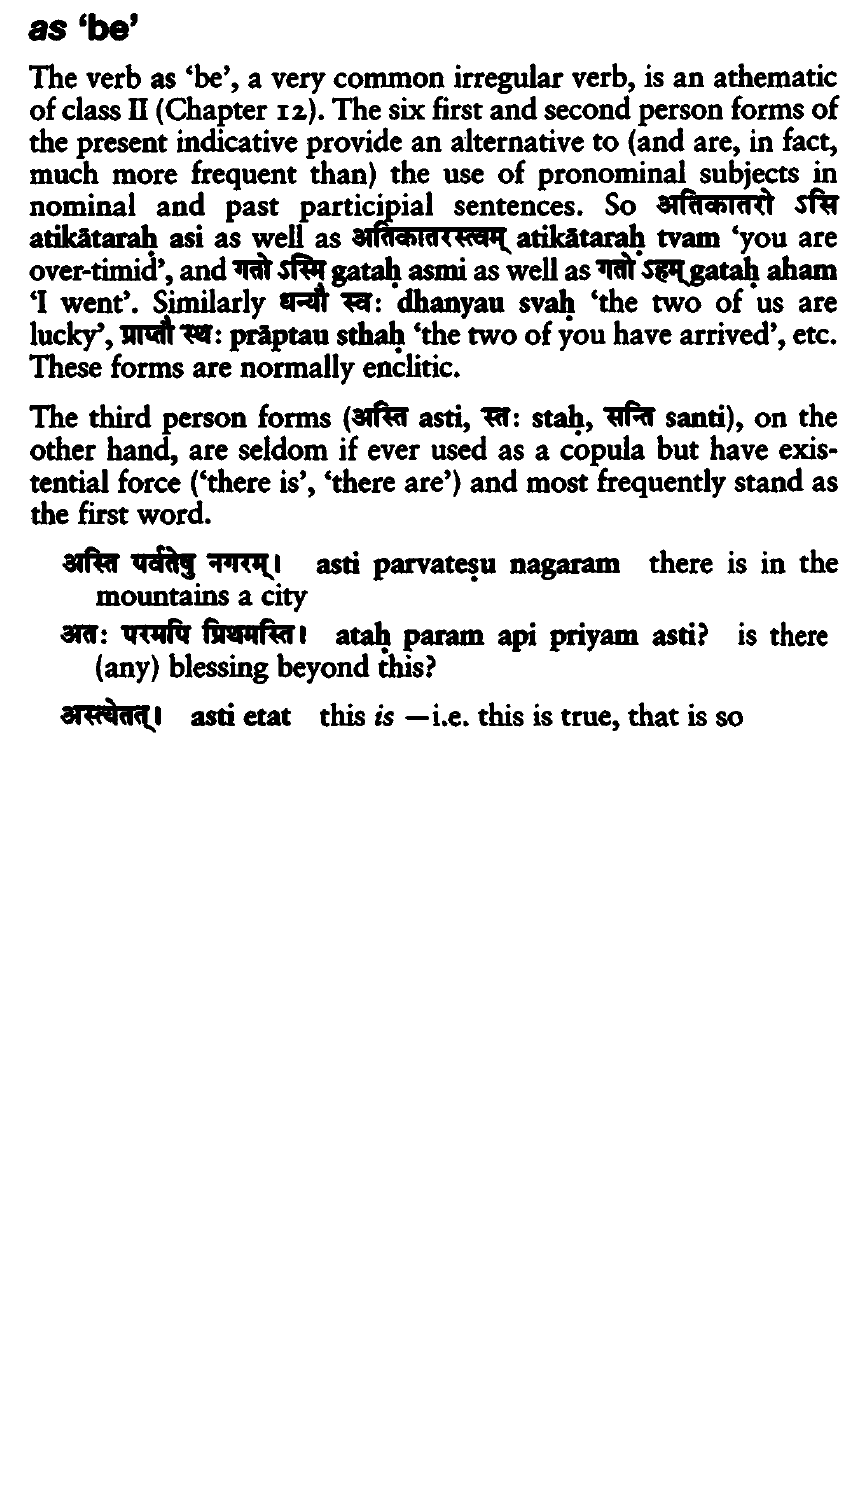 as ‘be’
The verb as ‘be’, a very common irregular verb, is an athematic
of class II (Chapter 12). The six first and second person forms of
the present indicative provide an alternative to (and are, in fact,
much more frequent than) the use of pronominal subjects in
nominal and past participial sentences. So अतिकातरो ऽसि
atikātaraḥ asi as well as अतिकातरस्त्वम् atikātaraḥ tvam ‘you are
over-timid’, and गतो ऽस्मि gataḥ asmi as well as गतो ऽहम् gataḥ aham
‘I went’. Similarly धन्यौ स्वः dhanyau svaḥ ‘the two of us are
lucky’, प्राप्तौ स्थः prāptau sthaḥ ‘the two of you have arrived’, etc.
These forms are normally enclitic.
The third person forms (अस्ति asti, स्तः staḥ, सन्ति santi), on the
other hand, are seldom if ever used as a copula but have exis-
tential force (‘there is’, ‘there are’) and most frequently stand as
the first word.
अस्ति पर्वतेषु नगरम्। asti parvateṣu nagaram there is in the
mountains a city
अतः परमपि प्रियमस्ति। ataḥ param api priyam asti? is there
(any) blessing beyond this?
अस्त्येतत्। asti etat this is —i.e. this is true, that is so